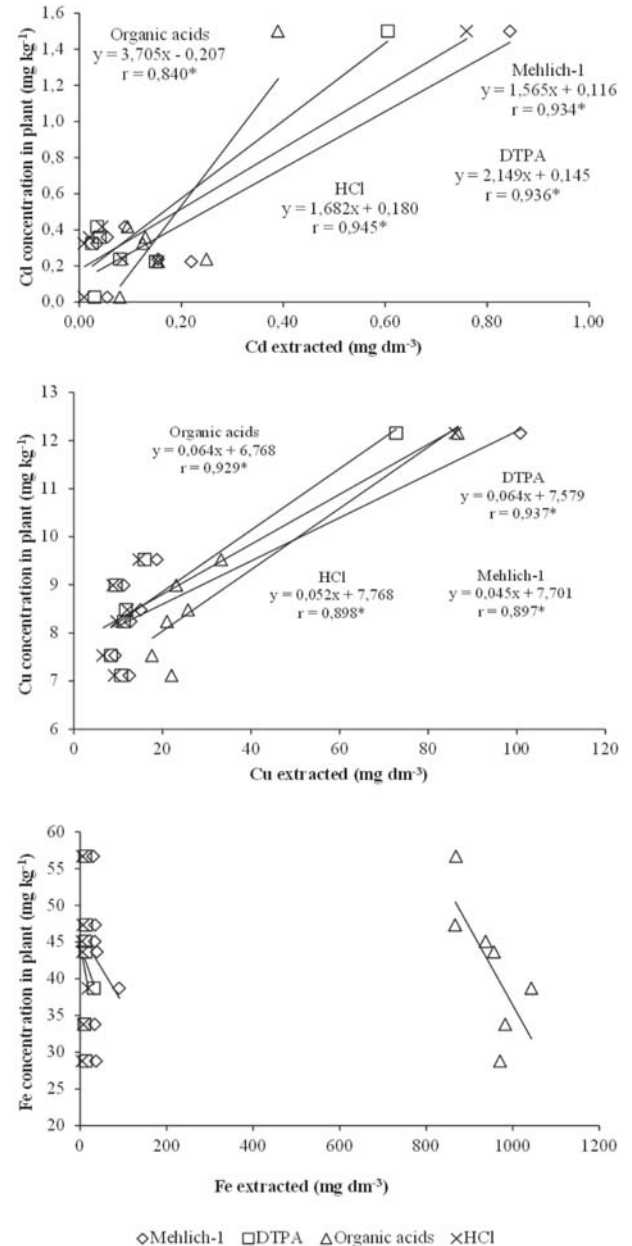 Cd concentration in plant (mg kg⁻¹)
1,6
1,4
1,2
1,0
0,8
0,6
0,4
0,2
0,0
Organic acids
y = 3,705x - 0,207
r = 0,840*
Mehlich-1
y = 1,565x + 0,116
r = 0,934*
DTPA
y = 2,149x + 0,145
r = 0,936*
HCl
y = 1,682x + 0,180
r = 0,945*
0,00 0,20 0,40 0,60 0,80 1,00
Cd extracted (mg dm⁻³)
Cu concentration in plant (mg kg⁻¹)
13
12
11
10
9
8
7
6
Organic acids
y = 0,064x + 6,768
r = 0,929*
DTPA
y = 0,064x + 7,579
r = 0,937*
HCl
y = 0,052x + 7,768
r = 0,898*
Mehlich-1
y = 0,045x + 7,701
r = 0,897*
0 20 40 60 80 100 120
Cu extracted (mg dm⁻³)
Fe concentration in plant (mg kg⁻¹)
60
55
50
45
40
35
30
25
20
0 200 400 600 800 1000 1200
Fe extracted (mg dm⁻³)
◇Mehlich-1 □DTPA △Organic acids ×HCl